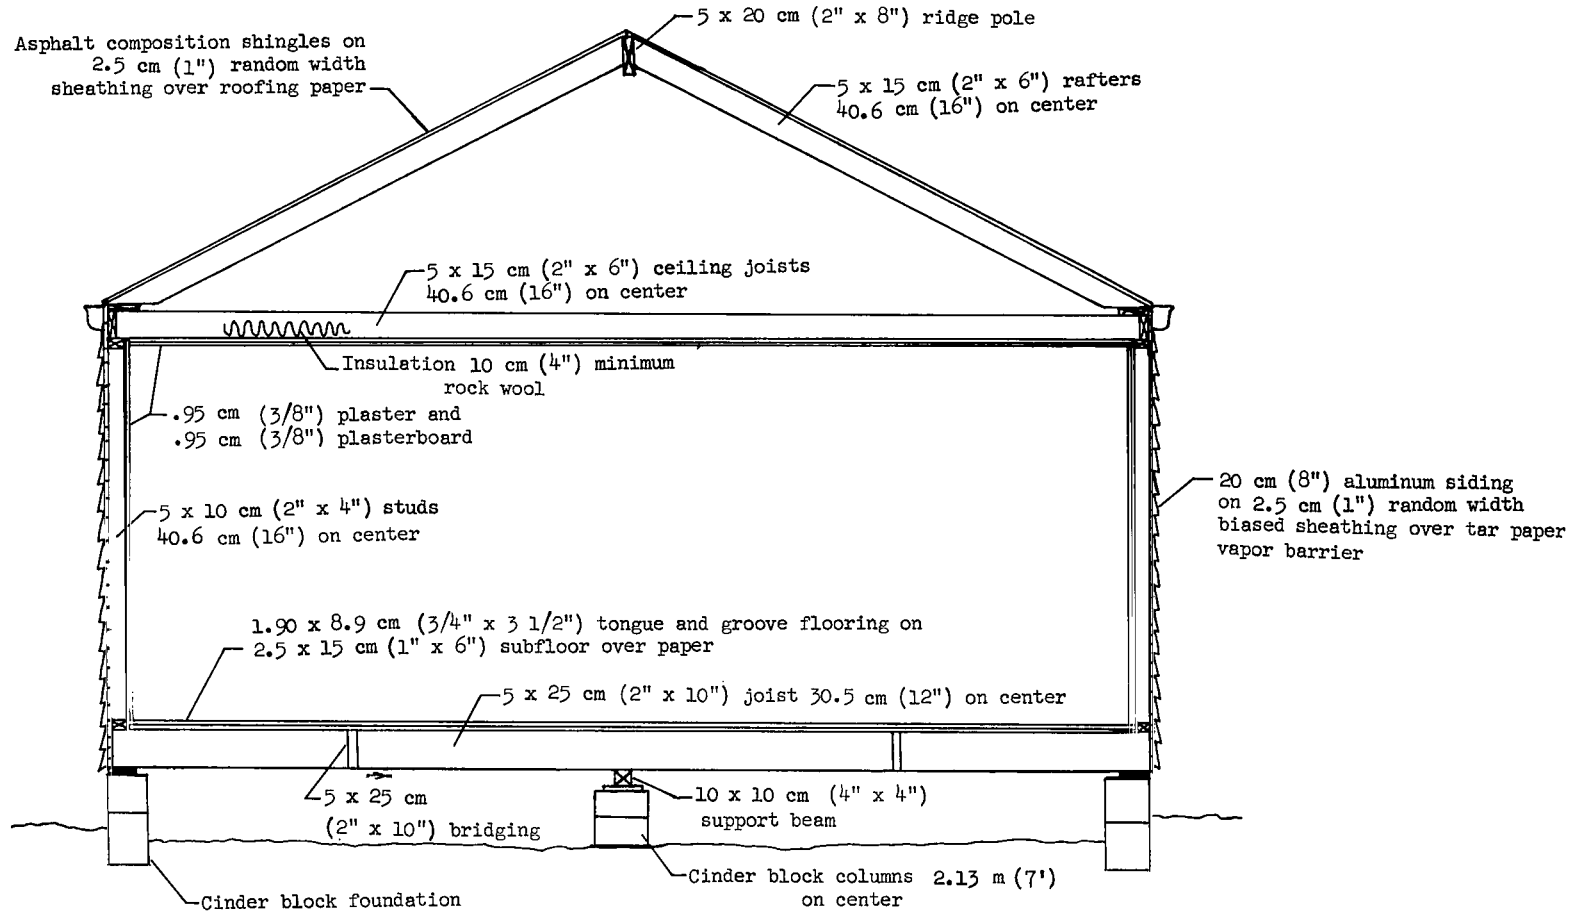 5 x 20 cm (2" x 8") ridge pole
Asphalt composition shingles on
2.5 cm (1") random width
sheathing over roofing paper
5 x 15 cm (2" x 6") rafters
40.6 cm (16") on center
5 x 15 cm (2" x 6") ceiling joists
40.6 cm (16") on center
Insulation 10 cm (4") minimum
rock wool
.95 cm (3/8") plaster and
.95 cm (3/8") plasterboard
20 cm (8") aluminum siding
on 2.5 cm (1") random width
biased sheathing over tar paper
vapor barrier
5 x 10 cm (2" x 4") studs
40.6 cm (16") on center
1.90 x 8.9 cm (3/4" x 3 1/2") tongue and groove flooring on
2.5 x 15 cm (1" x 6") subfloor over paper
5 x 25 cm (2" x 10") joist 30.5 cm (12") on center
5 x 25 cm
(2" x 10") bridging
10 x 10 cm (4" x 4")
support beam
Cinder block columns 2.13 m (7')
on center
Cinder block foundation